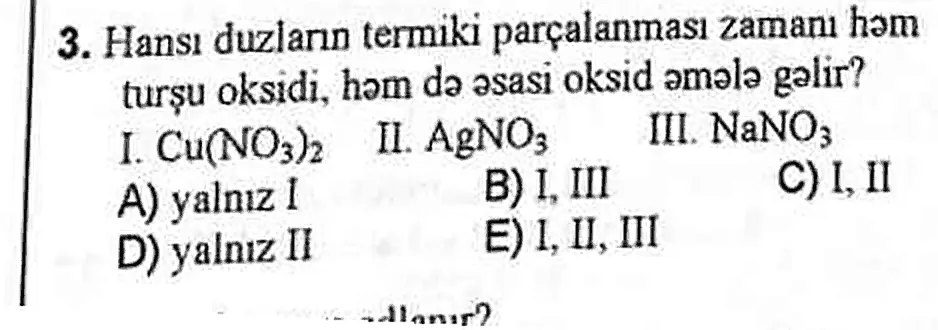 3. Hansı duzların termiki parçalanması zamanı həm
turşu oksidi, həm də əsasi oksid əmələ gəlir?
I. Cu(NO₃)₂ II. AgNO₃ III. NaNO₃
A) yalnız I B) I, III C) I, II
D) yalnız II E) I, II, III